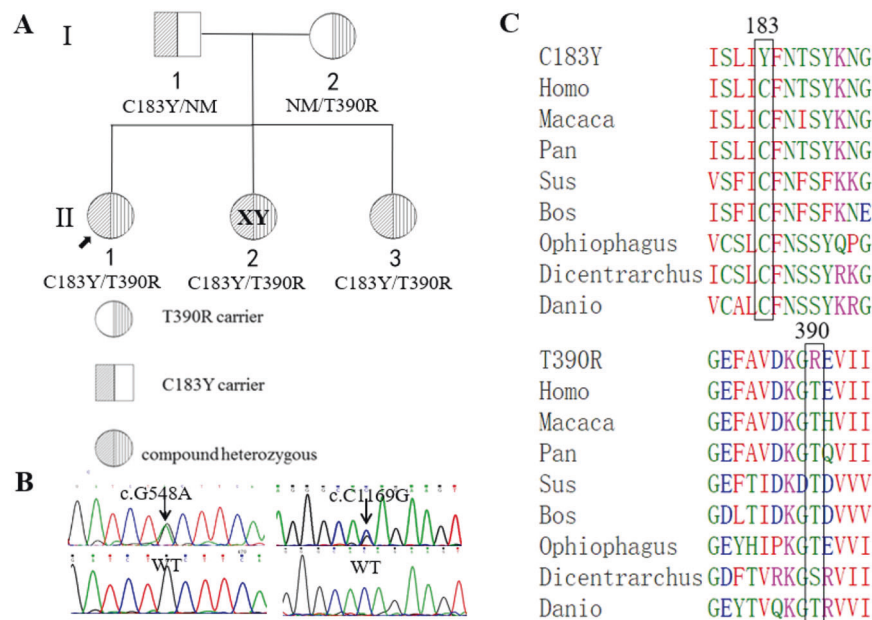 A
I
1
C183Y/NM
2
NM/T390R
II
XY
1
C183Y/T390R
2
C183Y/T390R
3
C183Y/T390R
T390R carrier
C183Y carrier
compound heterozygous
B
c.G548A
c.C1169G
WT
WT
C
183
C183Y ISLIYFNTSYKNG
Homo ISLICFNTSYKNG
Macaca ISLICFNISYKNG
Pan ISLICFNTSYKNG
Sus VSFICFNFSFKKG
Bos ISFICFNFSFKNE
Ophiophagus VCSLCFNSSYQPG
Dicentrarchus ICSLCFNSSYRKG
Danio VCALCFNSSYKRG
390
T390R GEFAVDKGREVII
Homo GEFAVDKGTEVII
Macaca GEFAVDKGTHVII
Pan GEFAVDKGTQVII
Sus GEFTIDKDTDVVV
Bos GDLTIDKGTDVVV
Ophiophagus GEYHIPKGTEVVI
Dicentrarchus GDFTVRKGSRVII
Danio GEYTVQKGTRVVI